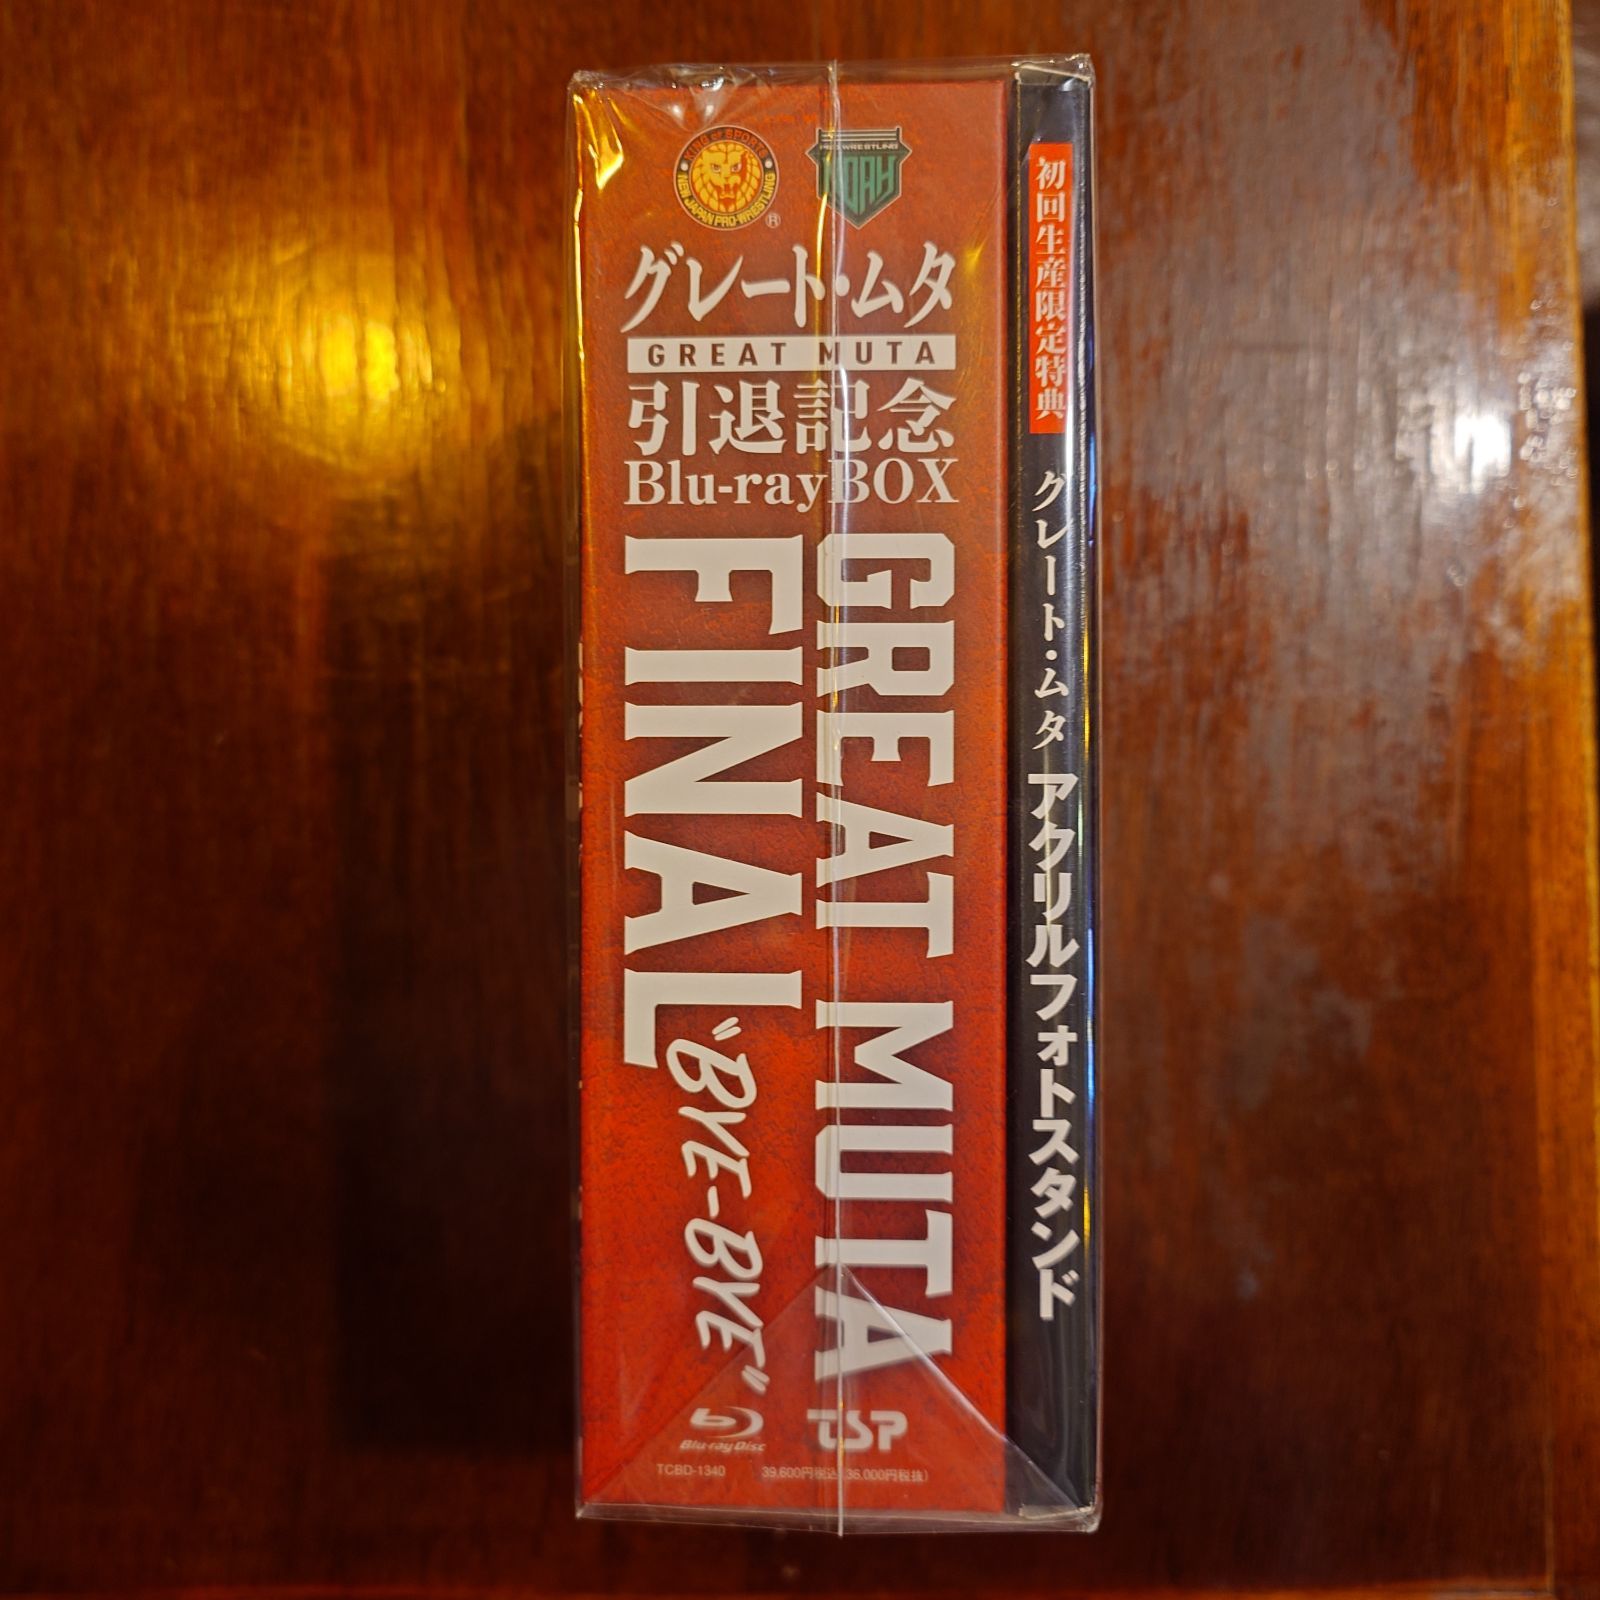 KING OF SPORTS
NEW JAPAN PRO-WRESTLING
®
PRO WRESTLING
NOAH
グレート・ムタ
GREAT MUTA
引退記念
Blu-ray BOX
GREAT MUTA
FINAL
"BYE-BYE"
Blu-ray Disc
TSP
TCBD-1340 39,600円税込(36,000円税抜)
初回生産限定特典
グレート・ムタ アクリルフォトスタンド